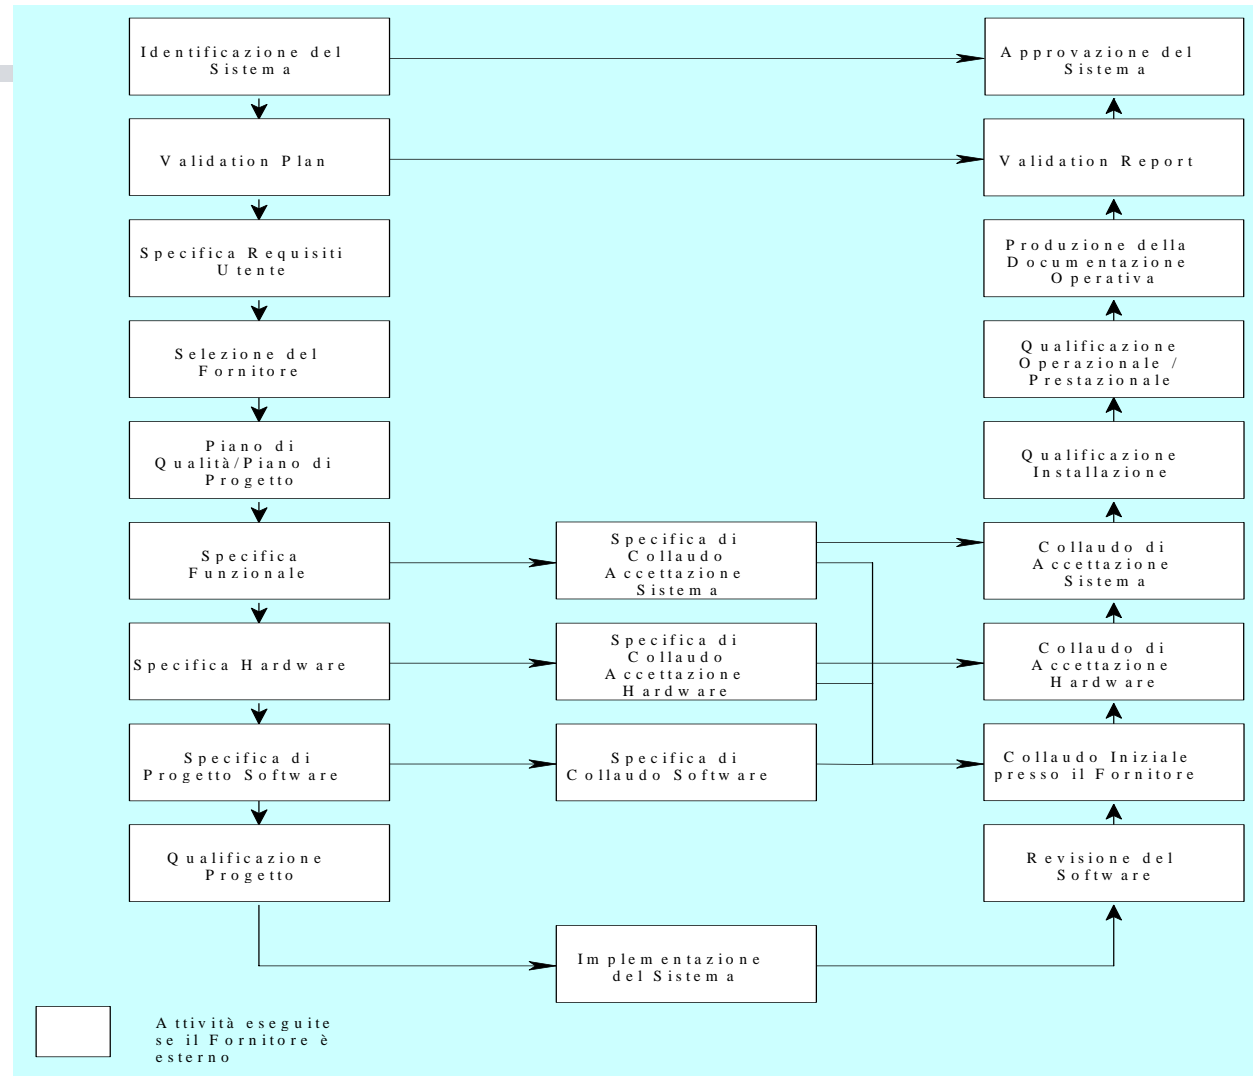 Identificazione del
Sistema
Approvazione del
Sistema
Validation Plan
Validation Report
Specifica Requisiti
Utente
Produzione della
Documentazione
Operativa
Selezione del
Fornitore
Qualificazione
Operazionale /
Prestazionale
Piano di
Qualità/Piano di
Progetto
Qualificazione
Installazione
Specifica
Funzionale
Specifica di
Collaudo
Accettazione
Sistema
Collaudo di
Accettazione
Sistema
Specifica Hardware
Specifica di
Collaudo
Accettazione
Hardware
Collaudo di
Accettazione
Hardware
Specifica di
Progetto Software
Specifica di
Collaudo Software
Collaudo Iniziale
presso il Fornitore
Qualificazione
Progetto
Revisione del
Software
Implementazione
del Sistema
Attività eseguite
se il Fornitore è
esterno